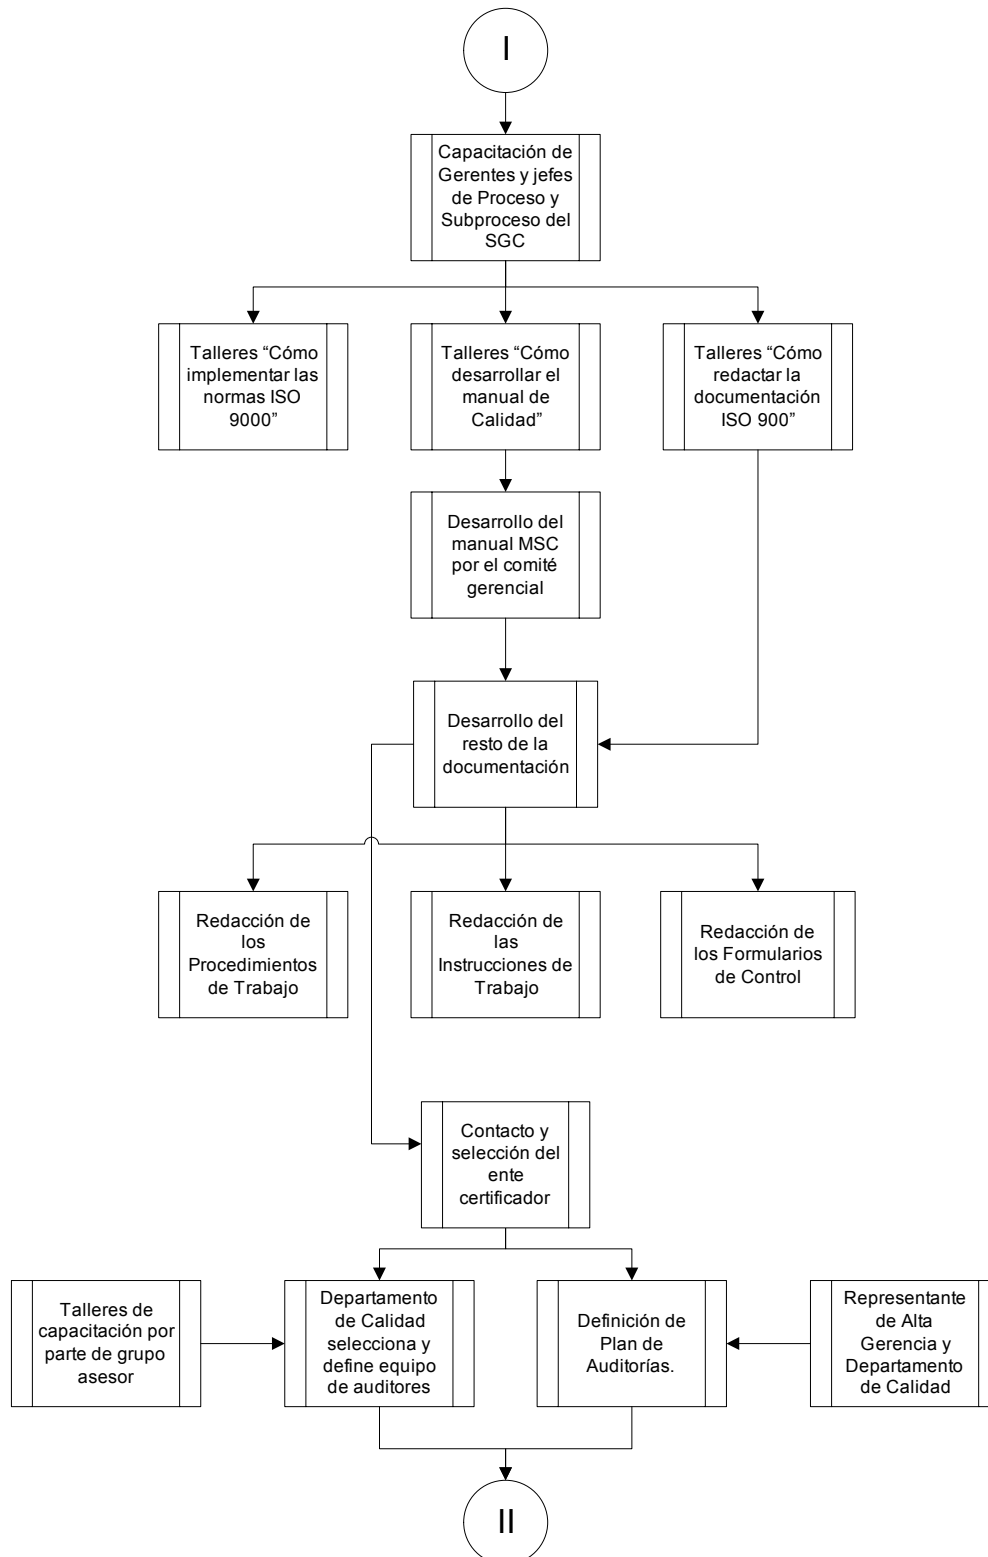 I
Capacitación de
Gerentes y jefes
de Proceso y
Subproceso del
SGC
Talleres “Cómo
implementar las
normas ISO
9000”
Talleres “Cómo
desarrollar el
manual de
Calidad”
Talleres “Cómo
redactar la
documentación
ISO 900”
Desarrollo del
manual MSC
por el comité
gerencial
Desarrollo del
resto de la
documentación
Redacción de
los
Procedimientos
de Trabajo
Redacción de
las
Instrucciones de
Trabajo
Redacción de
los Formularios
de Control
Contacto y
selección del
ente
certificador
Talleres de
capacitación por
parte de grupo
asesor
Departamento
de Calidad
selecciona y
define equipo
de auditores
Definición de
Plan de
Auditorías.
Representante
de Alta
Gerencia y
Departamento
de Calidad
II